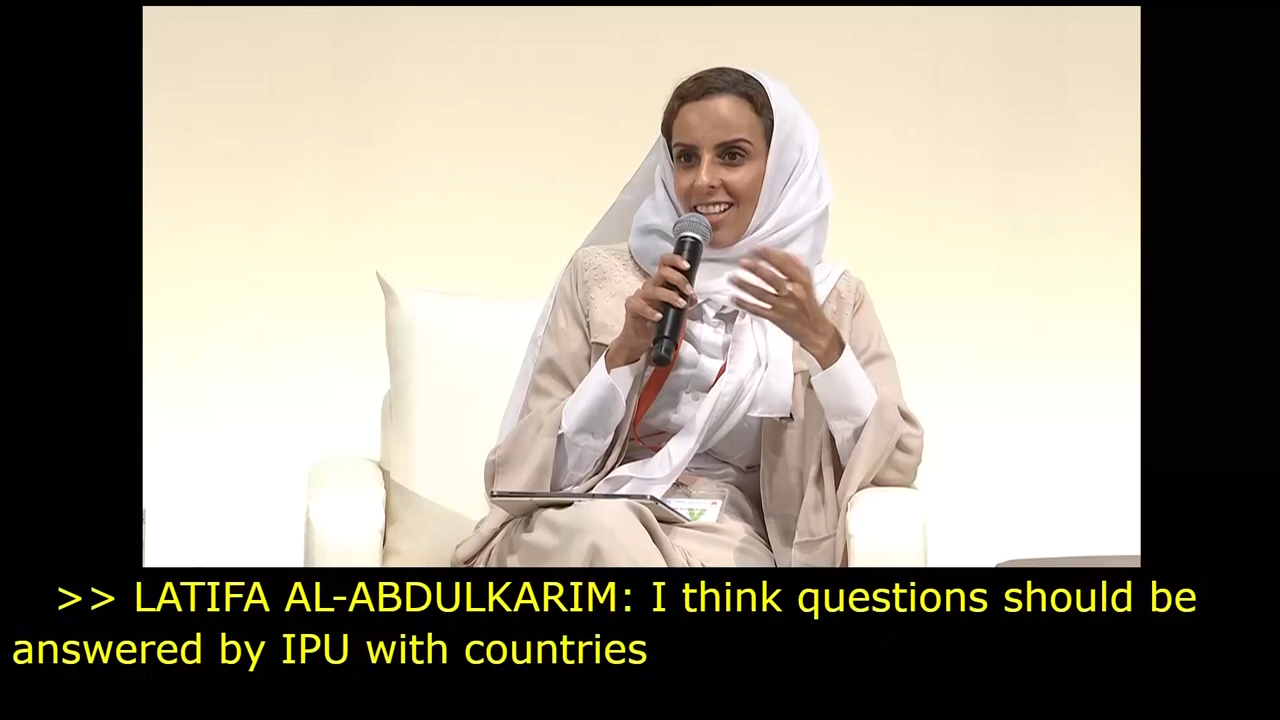 >> LATIFA AL-ABDULKARIM: I think questions should be
answered by IPU with countries